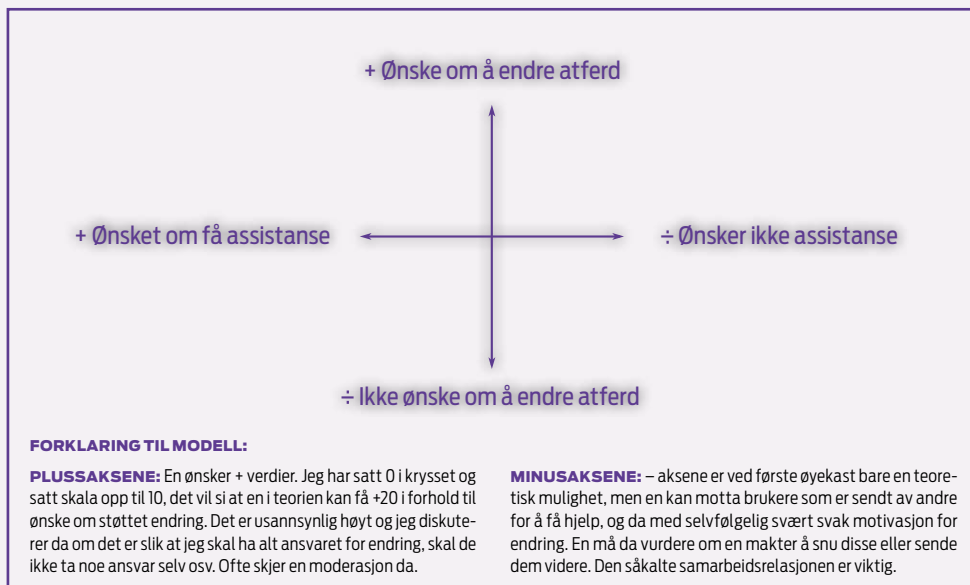 + Ønske om å endre atferd
+ Ønsket om få assistanse
÷ Ønsker ikke assistanse
÷ Ikke ønske om å endre atferd
FORKLARING TIL MODELL:
PLUSSAKSENE: En ønsker + verdier. Jeg har satt 0 i krysset og
satt skala opp til 10, det vil si at en i teorien kan få +20 i forhold til
ønske om støttet endring. Det er usannsynlig høyt og jeg diskute-
rer da om det er slik at jeg skal ha alt ansvaret for endring, skal de
ikke ta noe ansvar selv osv. Ofte skjer en moderasjon da.
MINUSAKSENE: – aksene er ved første øyekast bare en teore-
tisk mulighet, men en kan motta brukere som er sendt av andre
for å få hjelp, og da med selvfølgelig svært svak motivasjon for
endring. En må da vurdere om en makter å snu disse eller sende
dem videre. Den såkalte samarbeidsrelasjonen er viktig.